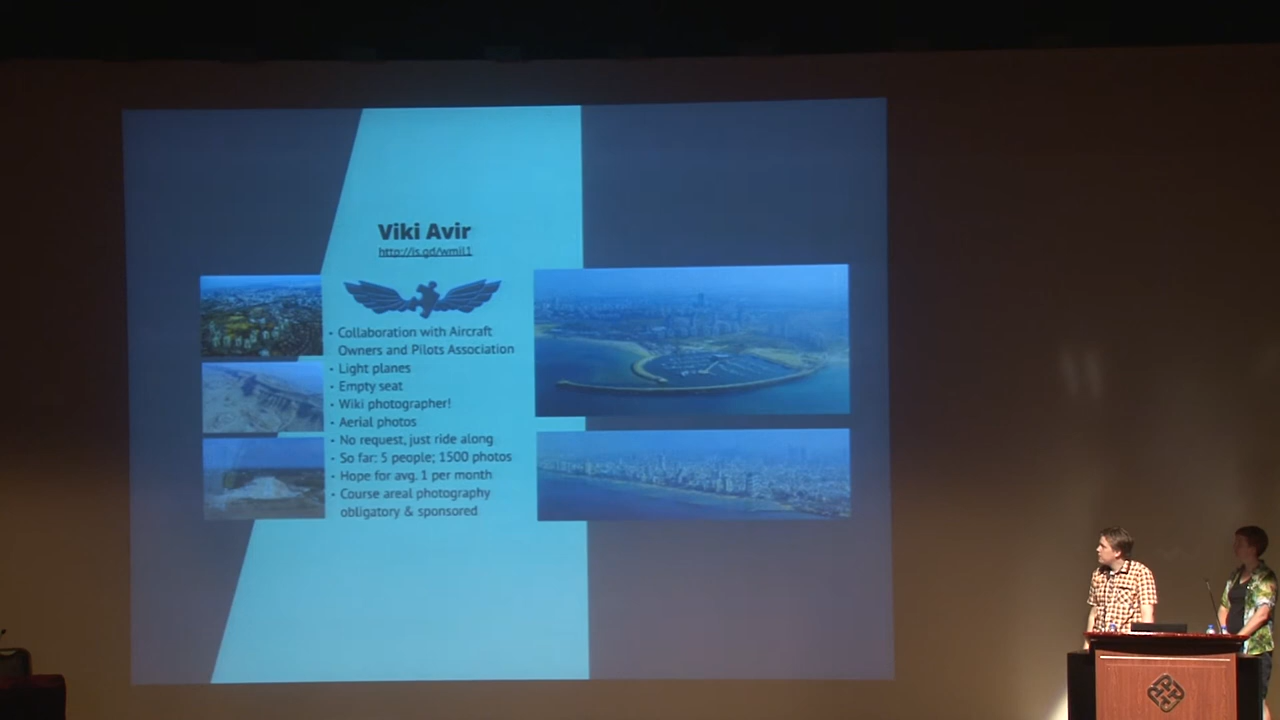 Viki Avir
http://is.gd/wmil1
- Collaboration with Aircraft
Owners and Pilots Association
- Light planes
- Empty seat
- Wiki photographer!
- Aerial photos
- No request, just ride along
- So far: 5 people; 1500 photos
- Hope for avg. 1 per month
- Course areal photography
obligatory & sponsored